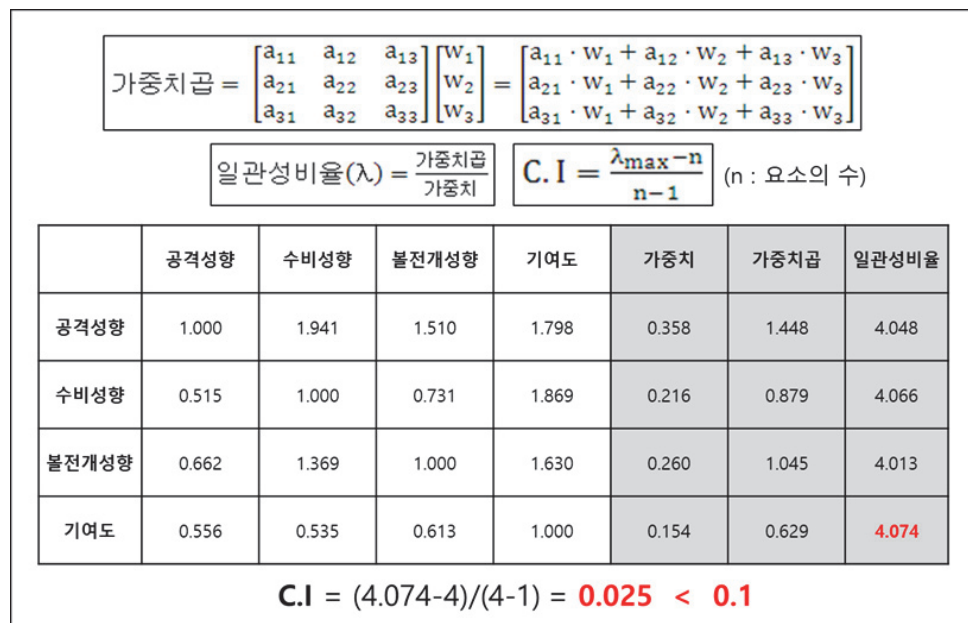 가중치곱 = [a₁₁ a₁₂ a₁₃] [w₁] = [a₁₁ · w₁ + a₁₂ · w₂ + a₁₃ · w₃]
[a₂₁ a₂₂ a₂₃] [w₂] [a₂₁ · w₁ + a₂₂ · w₂ + a₂₃ · w₃]
[a₃₁ a₃₂ a₃₃] [w₃] [a₃₁ · w₁ + a₃₂ · w₂ + a₃₃ · w₃]
일관성비율(λ) = 가중치곱/가중치 C. I = (λmax−n)/(n−1) (n : 요소의 수)
공격성향 수비성향 볼전개성향 기여도 가중치 가중치곱 일관성비율
공격성향 1.000 1.941 1.510 1.798 0.358 1.448 4.048
수비성향 0.515 1.000 0.731 1.869 0.216 0.879 4.066
볼전개성향 0.662 1.369 1.000 1.630 0.260 1.045 4.013
기여도 0.556 0.535 0.613 1.000 0.154 0.629 4.074
C.I = (4.074-4)/(4-1) = 0.025 < 0.1